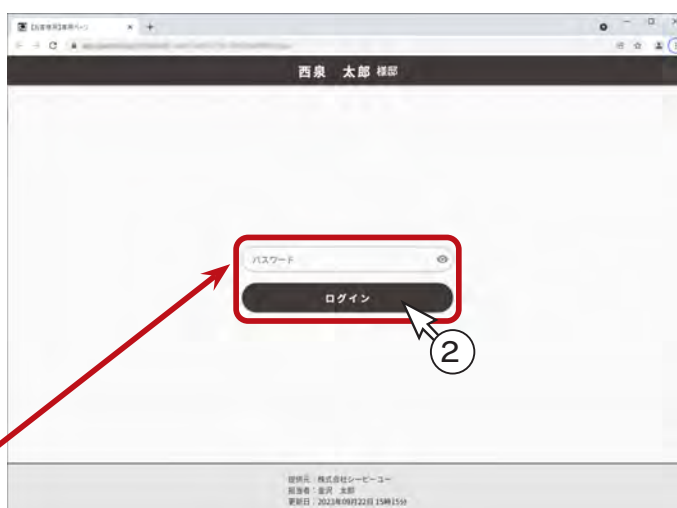 西泉 太郎 様邸
パスワード
ログイン
②
提供元：株式会社シーピーユー
担当者：金沢 太郎
更新日：2021年09月22日 15時15分